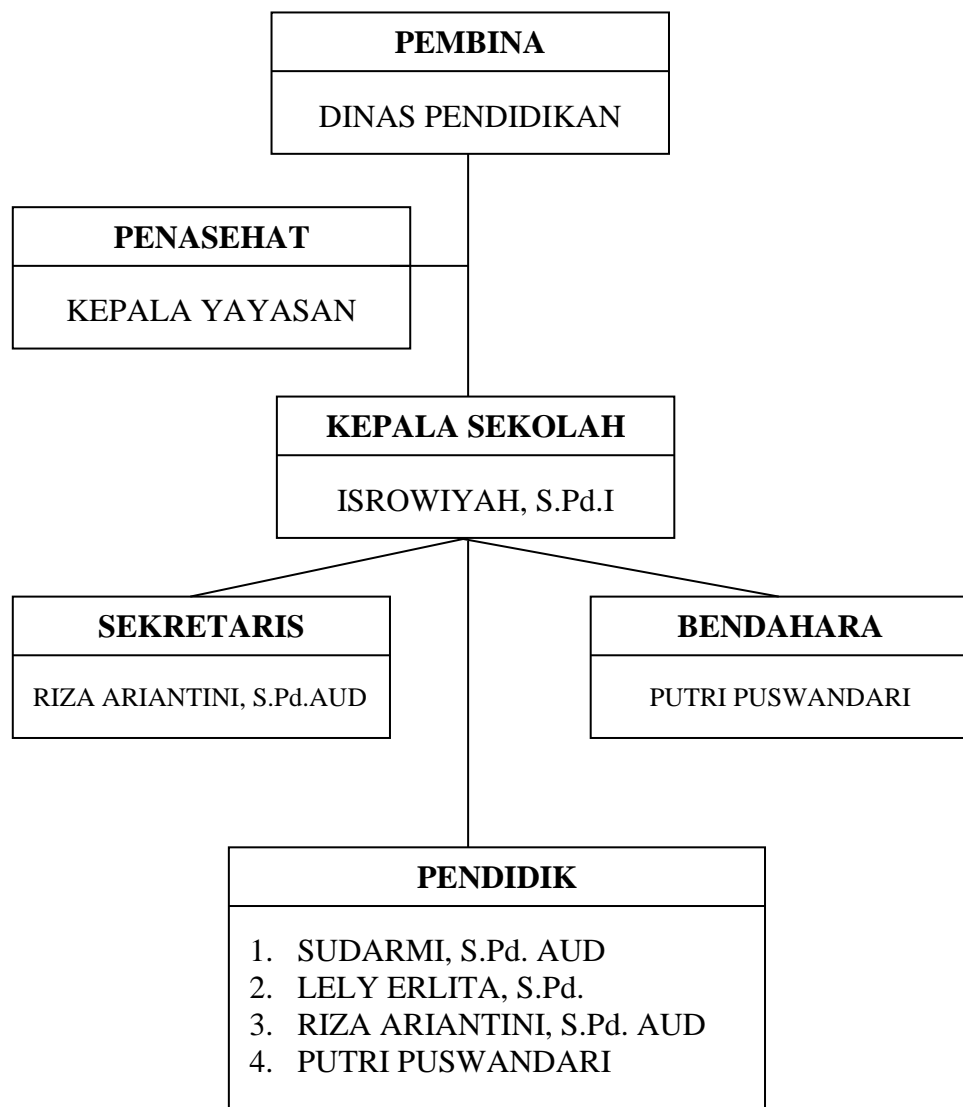 PEMBINA
DINAS PENDIDIKAN
PENASEHAT
KEPALA YAYASAN
KEPALA SEKOLAH
ISROWIYAH, S.Pd.I
SEKRETARIS
RIZA ARIANTINI, S.Pd.AUD
BENDAHARA
PUTRI PUSWANDARI
PENDIDIK
1. SUDARMI, S.Pd. AUD
2. LELY ERLITA, S.Pd.
3. RIZA ARIANTINI, S.Pd. AUD
4. PUTRI PUSWANDARI